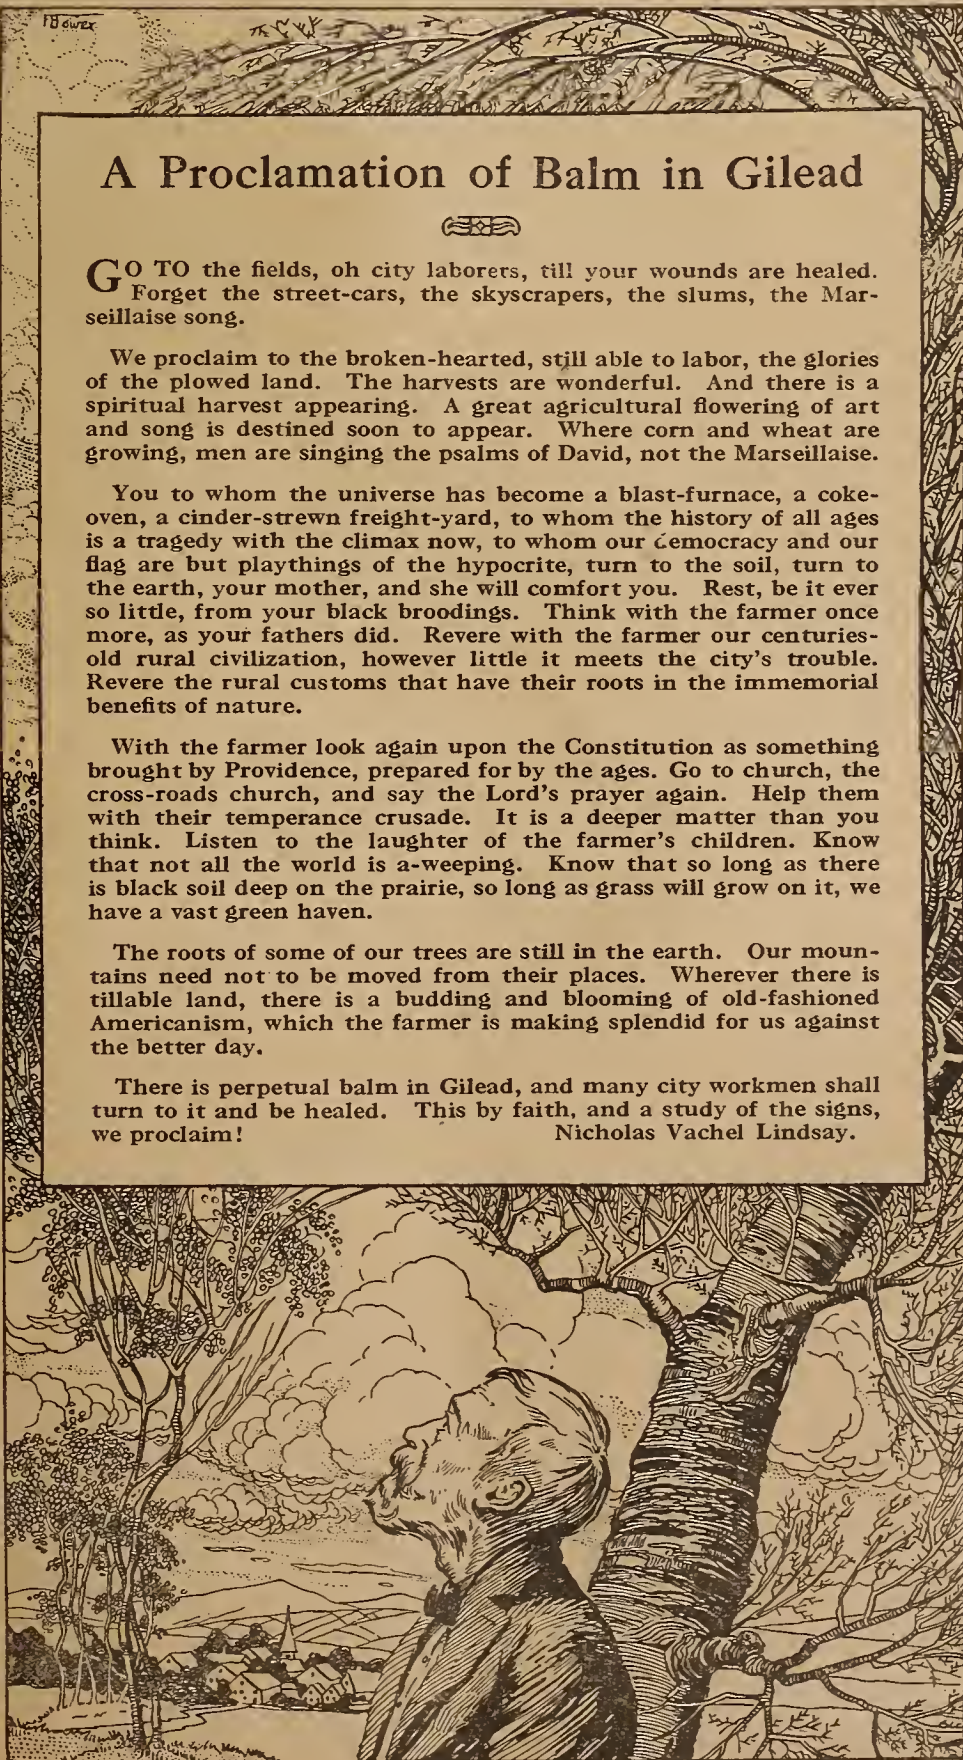 A Proclamation of Balm in Gilead
GO TO the fields, oh city laborers, till your wounds are healed.
Forget the street-cars, the skyscrapers, the slums, the Mar-
seillaise song.
We proclaim to the broken-hearted, still able to labor, the glories
of the plowed land. The harvests are wonderful. And there is a
spiritual harvest appearing. A great agricultural flowering of art
and song is destined soon to appear. Where corn and wheat are
growing, men are singing the psalms of David, not the Marseillaise.
You to whom the universe has become a blast-furnace, a coke-
oven, a cinder-strewn freight-yard, to whom the history of all ages
is a tragedy with the climax now, to whom our democracy and our
flag are but playthings of the hypocrite, turn to the soil, turn to
the earth, your mother, and she will comfort you. Rest, be it ever
so little, from your black broodings. Think with the farmer once
more, as your fathers did. Revere with the farmer our centuries-
old rural civilization, however little it meets the city's trouble.
Revere the rural customs that have their roots in the immemorial
benefits of nature.
With the farmer look again upon the Constitution as something
brought by Providence, prepared for by the ages. Go to church, the
cross-roads church, and say the Lord's prayer again. Help them
with their temperance crusade. It is a deeper matter than you
think. Listen to the laughter of the farmer's children. Know
that not all the world is a-weeping. Know that so long as there
is black soil deep on the prairie, so long as grass will grow on it, we
have a vast green haven.
The roots of some of our trees are still in the earth. Our moun-
tains need not to be moved from their places. Wherever there is
tillable land, there is a budding and blooming of old-fashioned
Americanism, which the farmer is making splendid for us against
the better day.
There is perpetual balm in Gilead, and many city workmen shall
turn to it and be healed. This by faith, and a study of the signs,
we proclaim! Nicholas Vachel Lindsay.